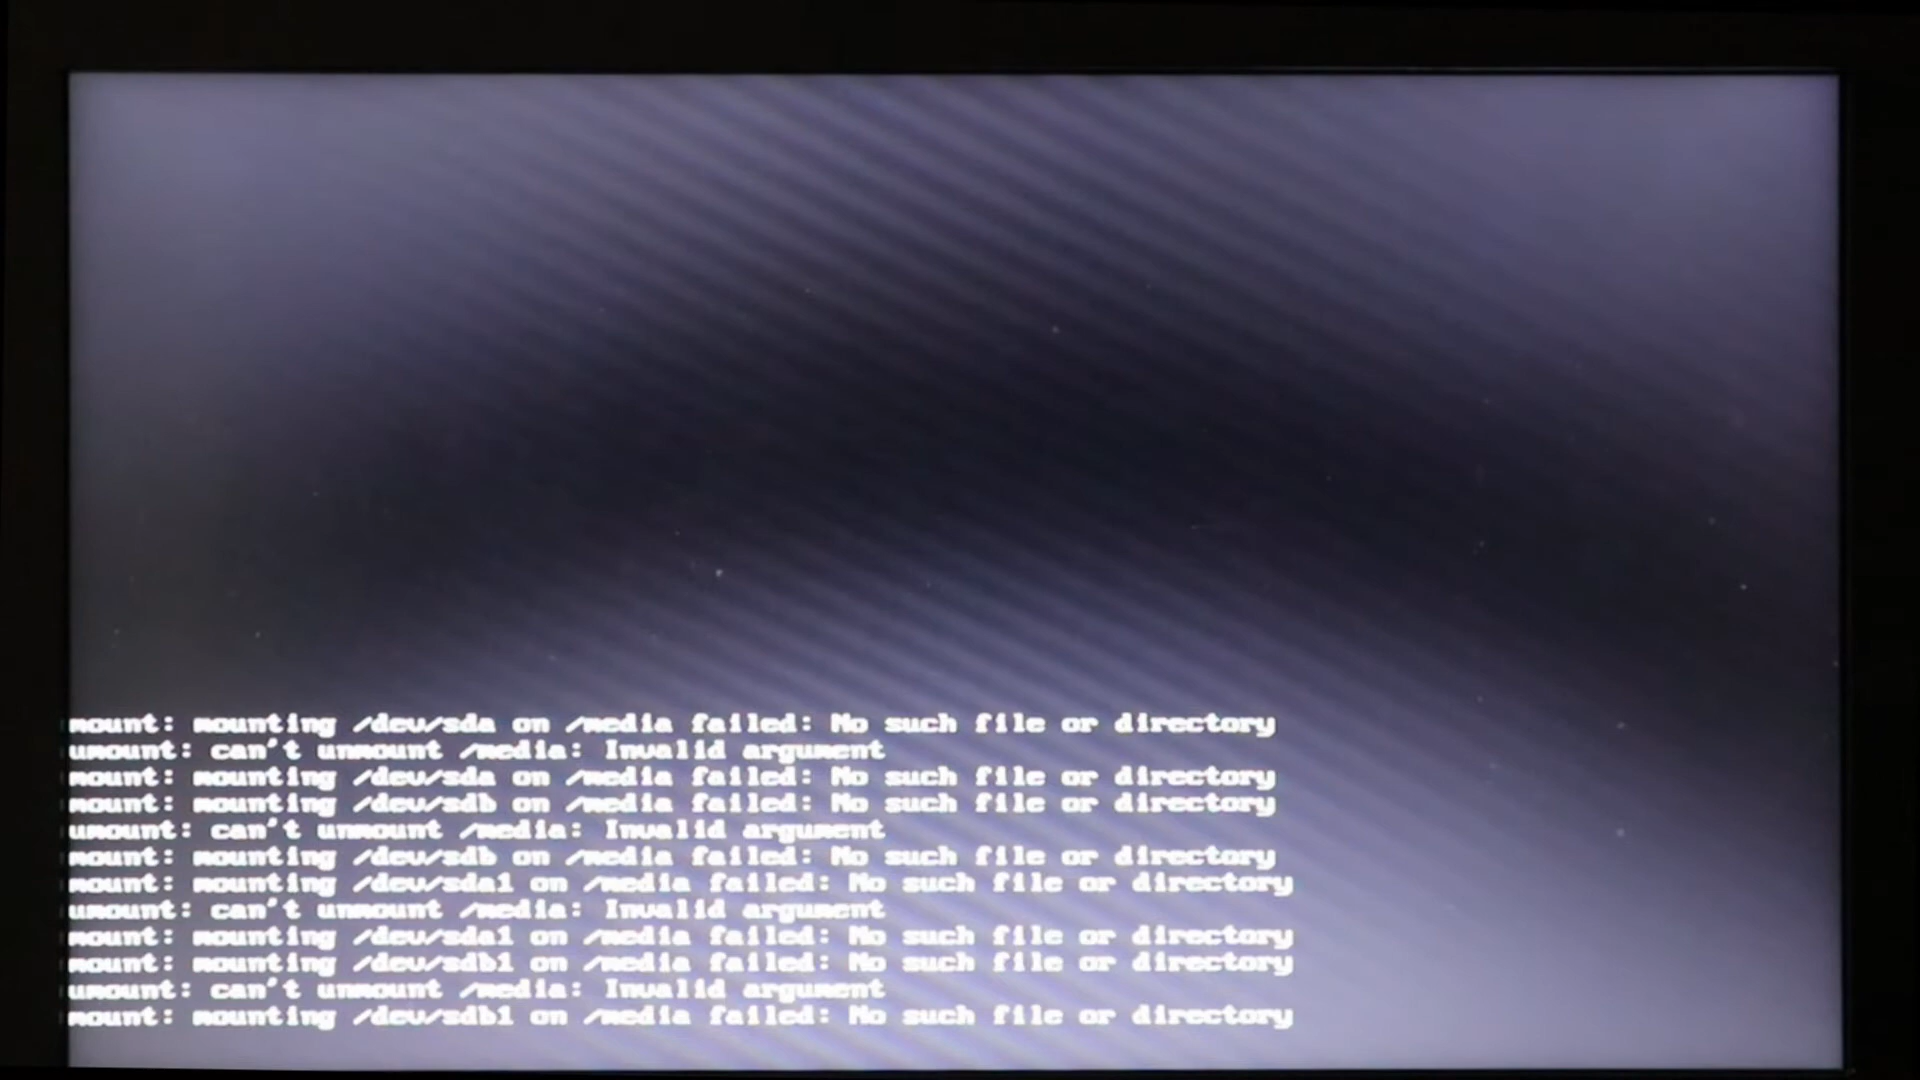 mount: mounting /dev/sda on /media failed: No such file or directory
umount: can't unmount /media: Invalid argument
mount: mounting /dev/sda on /media failed: No such file or directory
mount: mounting /dev/sdb on /media failed: No such file or directory
umount: can't unmount /media: Invalid argument
mount: mounting /dev/sdb on /media failed: No such file or directory
mount: mounting /dev/sda1 on /media failed: No such file or directory
umount: can't unmount /media: Invalid argument
mount: mounting /dev/sda1 on /media failed: No such file or directory
mount: mounting /dev/sdb1 on /media failed: No such file or directory
umount: can't unmount /media: Invalid argument
mount: mounting /dev/sdb1 on /media failed: No such file or directory